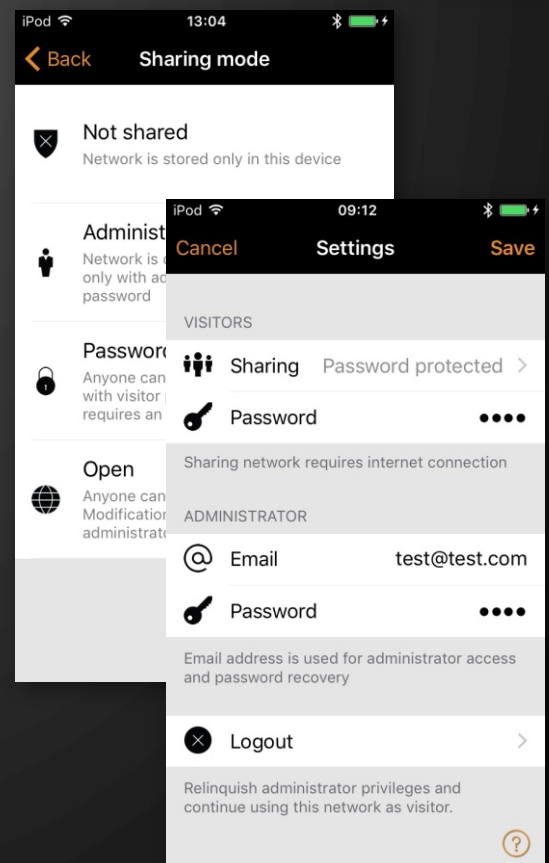 iPod 13:04
Back Sharing mode
Not shared
Network is stored only in this device
Administ
Network is
only with ad
password
Password
Anyone can
with visitor
requires an
Open
Anyone can
Modification
administrat
iPod 09:12
Cancel Settings Save
VISITORS
Sharing Password protected >
Password ••••
Sharing network requires internet connection
ADMINISTRATOR
@ Email test@test.com
Password ••••
Email address is used for administrator access
and password recovery
Logout >
Relinquish administrator privileges and
continue using this network as visitor.
?